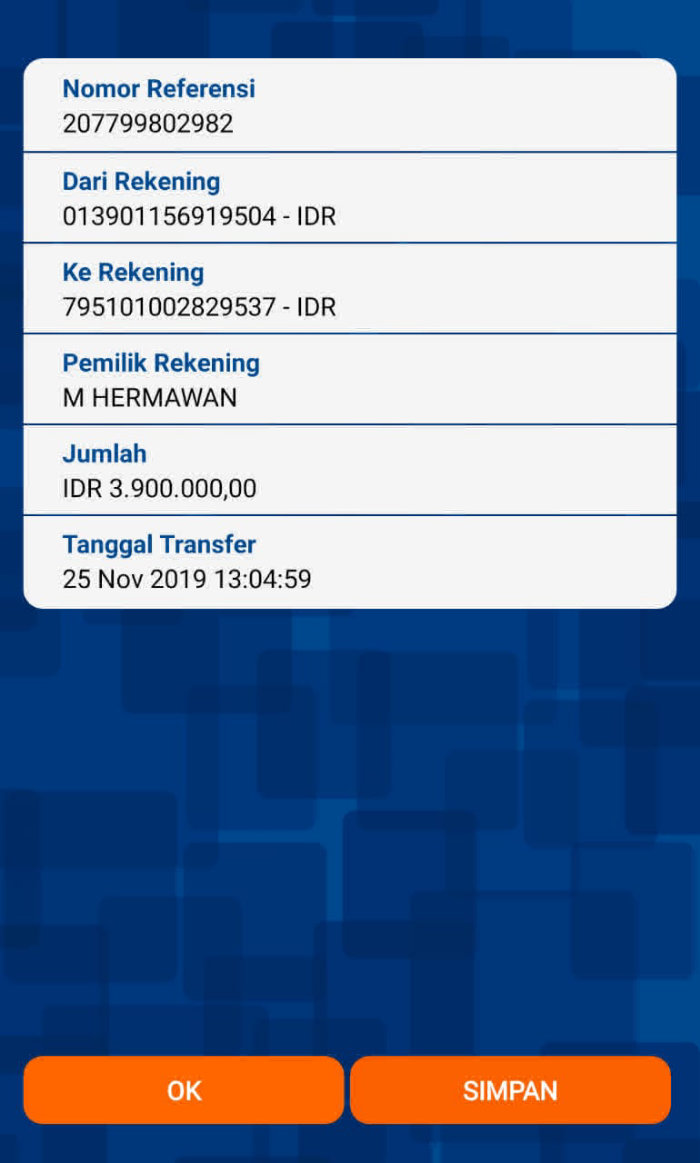 Nomor Referensi
207799802982
Dari Rekening
013901156919504 - IDR
Ke Rekening
795101002829537 - IDR
Pemilik Rekening
M HERMAWAN
Jumlah
IDR 3.900.000,00
Tanggal Transfer
25 Nov 2019 13:04:59
OK
SIMPAN